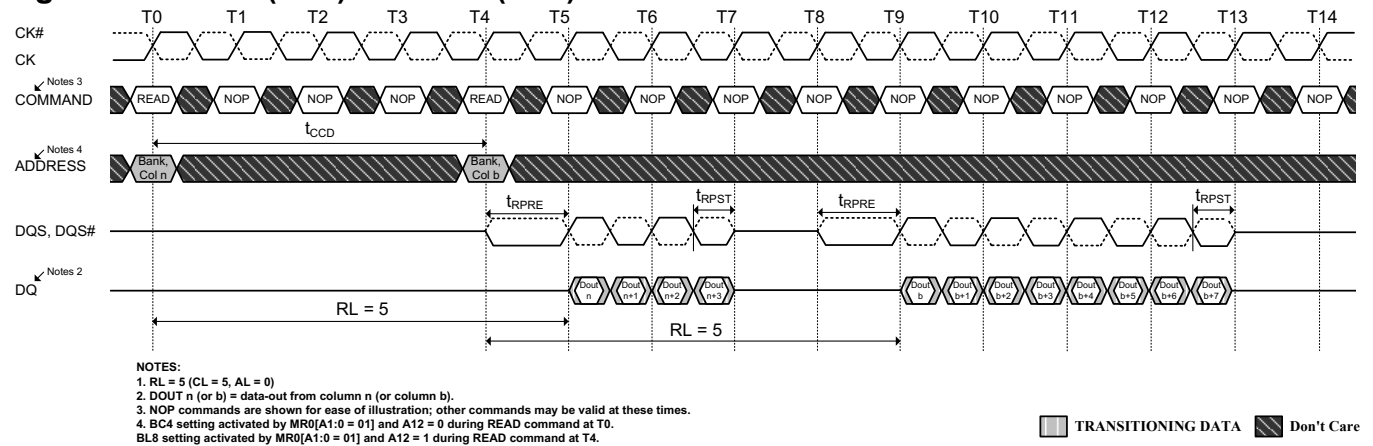 T0 T1 T2 T3 T4 T5 T6 T7 T8 T9 T10 T11 T12 T13 T14
CK#
CK
Notes 3
COMMAND
READ NOP NOP NOP READ NOP NOP NOP NOP NOP NOP NOP NOP NOP NOP
tCCD
Notes 4
ADDRESS
Bank, Col n
Bank, Col b
tRPRE tRPST tRPRE tRPST
DQS, DQS#
Notes 2
DQ
Dout n
Dout n+1
Dout n+2
Dout n+3
Dout b
Dout b+1
Dout b+2
Dout b+3
Dout b+4
Dout b+5
Dout b+6
Dout b+7
RL = 5
RL = 5
NOTES:
1. RL = 5 (CL = 5, AL = 0)
2. DOUT n (or b) = data-out from column n (or column b).
3. NOP commands are shown for ease of illustration; other commands may be valid at these times.
4. BC4 setting activated by MR0[A1:0 = 01] and A12 = 0 during READ command at T0.
BL8 setting activated by MR0[A1:0 = 01] and A12 = 1 during READ command at T4.
TRANSITIONING DATA
Don't Care